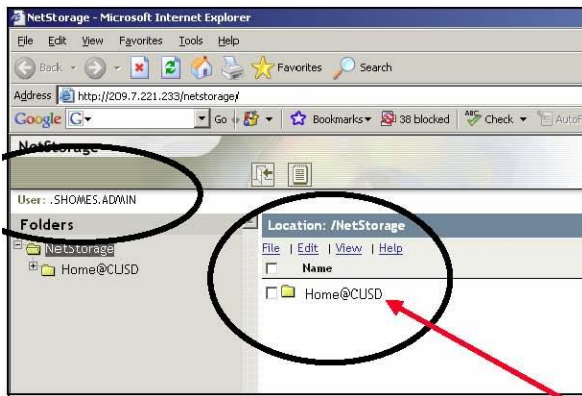 NetStorage - Microsoft Internet Explorer
File Edit View Favorites Tools Help
Back Favorites Search
Address http://209.7.221.233/netstorage/
Google G Go Bookmarks 38 blocked ABC Check AutoF
NetStorage
User: .SHOMES.ADMIN
Folders
NetStorage
Home@CUSD
Location: /NetStorage
File | Edit | View | Help
Name
Home@CUSD